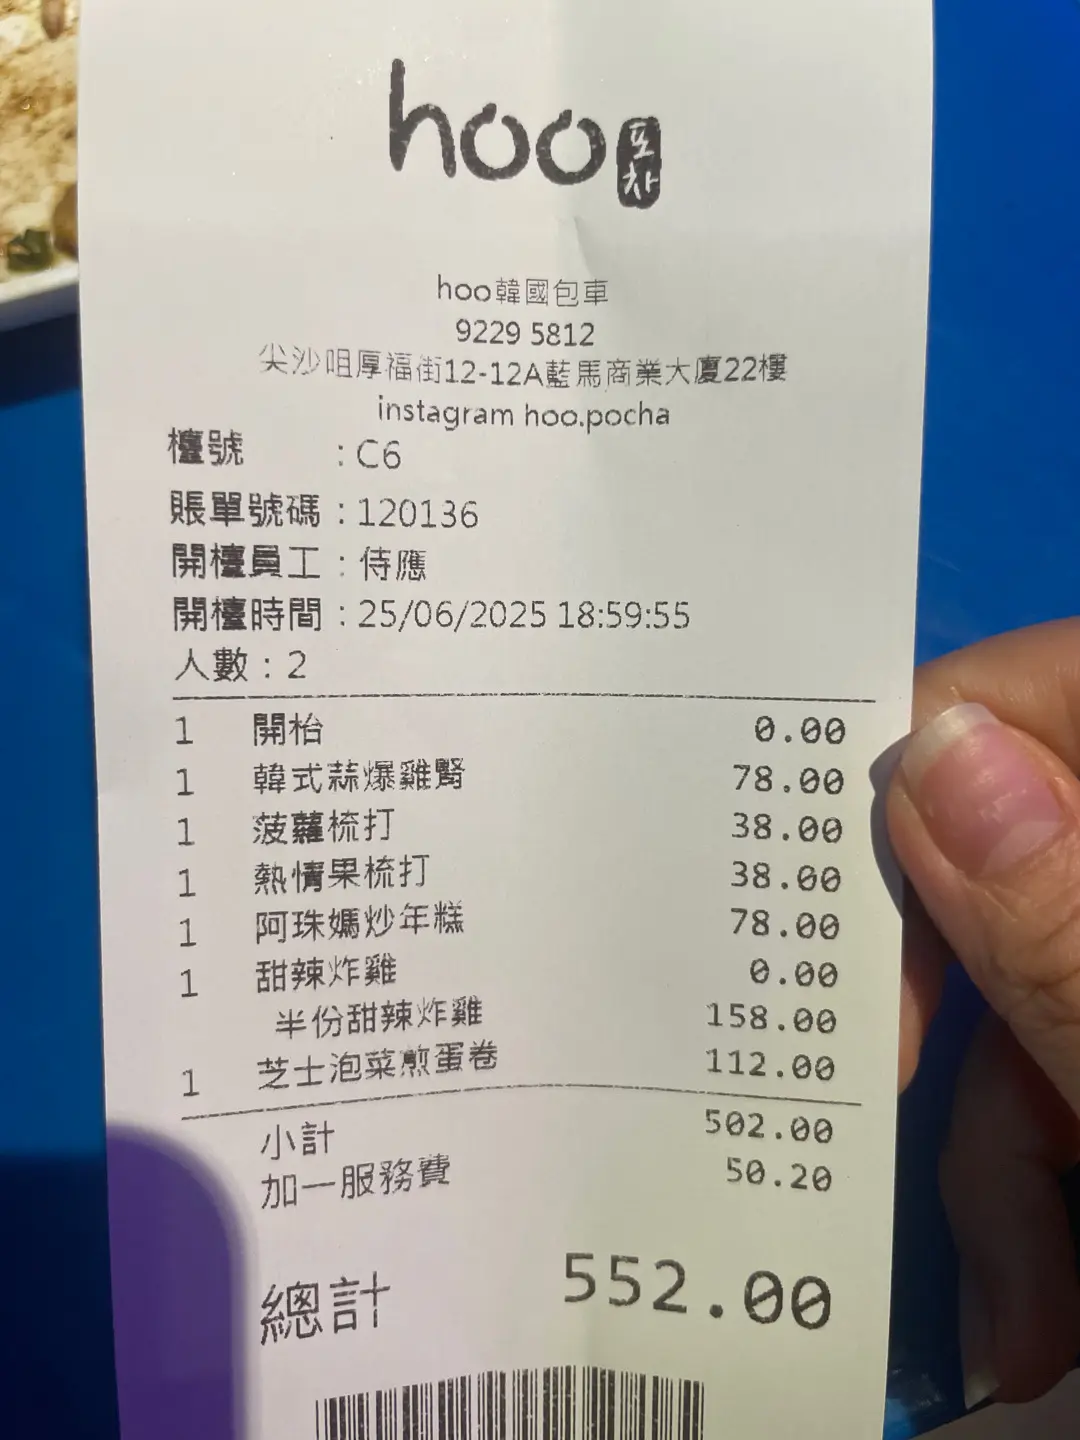 hoo 포차
hoo韓國包車
9229 5812
尖沙咀厚福街12-12A藍馬商業大廈22樓
instagram hoo.pocha
檯號 : C6
賬單號碼 : 120136
開檯員工 : 侍應
開檯時間 : 25/06/2025 18:59:55
人數 : 2
1 開枱 0.00
1 韓式蒜爆雞腎 78.00
1 菠蘿梳打 38.00
1 熱情果梳打 38.00
1 阿珠媽炒年糕 78.00
1 甜辣炸雞 0.00
半份甜辣炸雞 158.00
1 芝士泡菜煎蛋卷 112.00
小計 502.00
加一服務費 50.20
總計 552.00